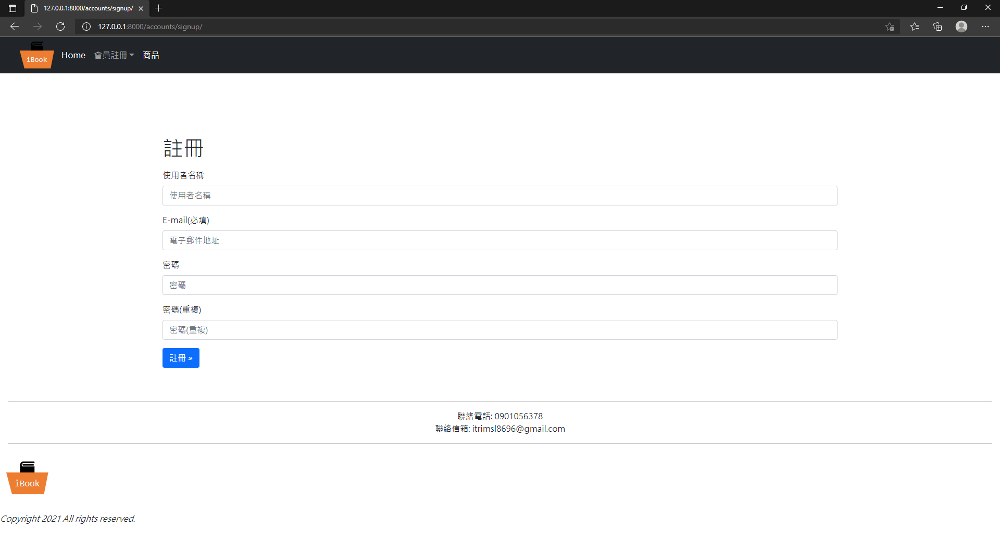 127.0.0.1:8000/accounts/signup/
127.0.0.1:8000/accounts/signup/
iBook Home 會員註冊 商品
註冊
使用者名稱
使用者名稱
E-mail(必填)
電子郵件地址
密碼
密碼
密碼(重複)
密碼(重複)
註冊 »
聯絡電話: 0901056378
聯絡信箱: itrimsl8696@gmail.com
iBook
Copyright 2021 All rights reserved.